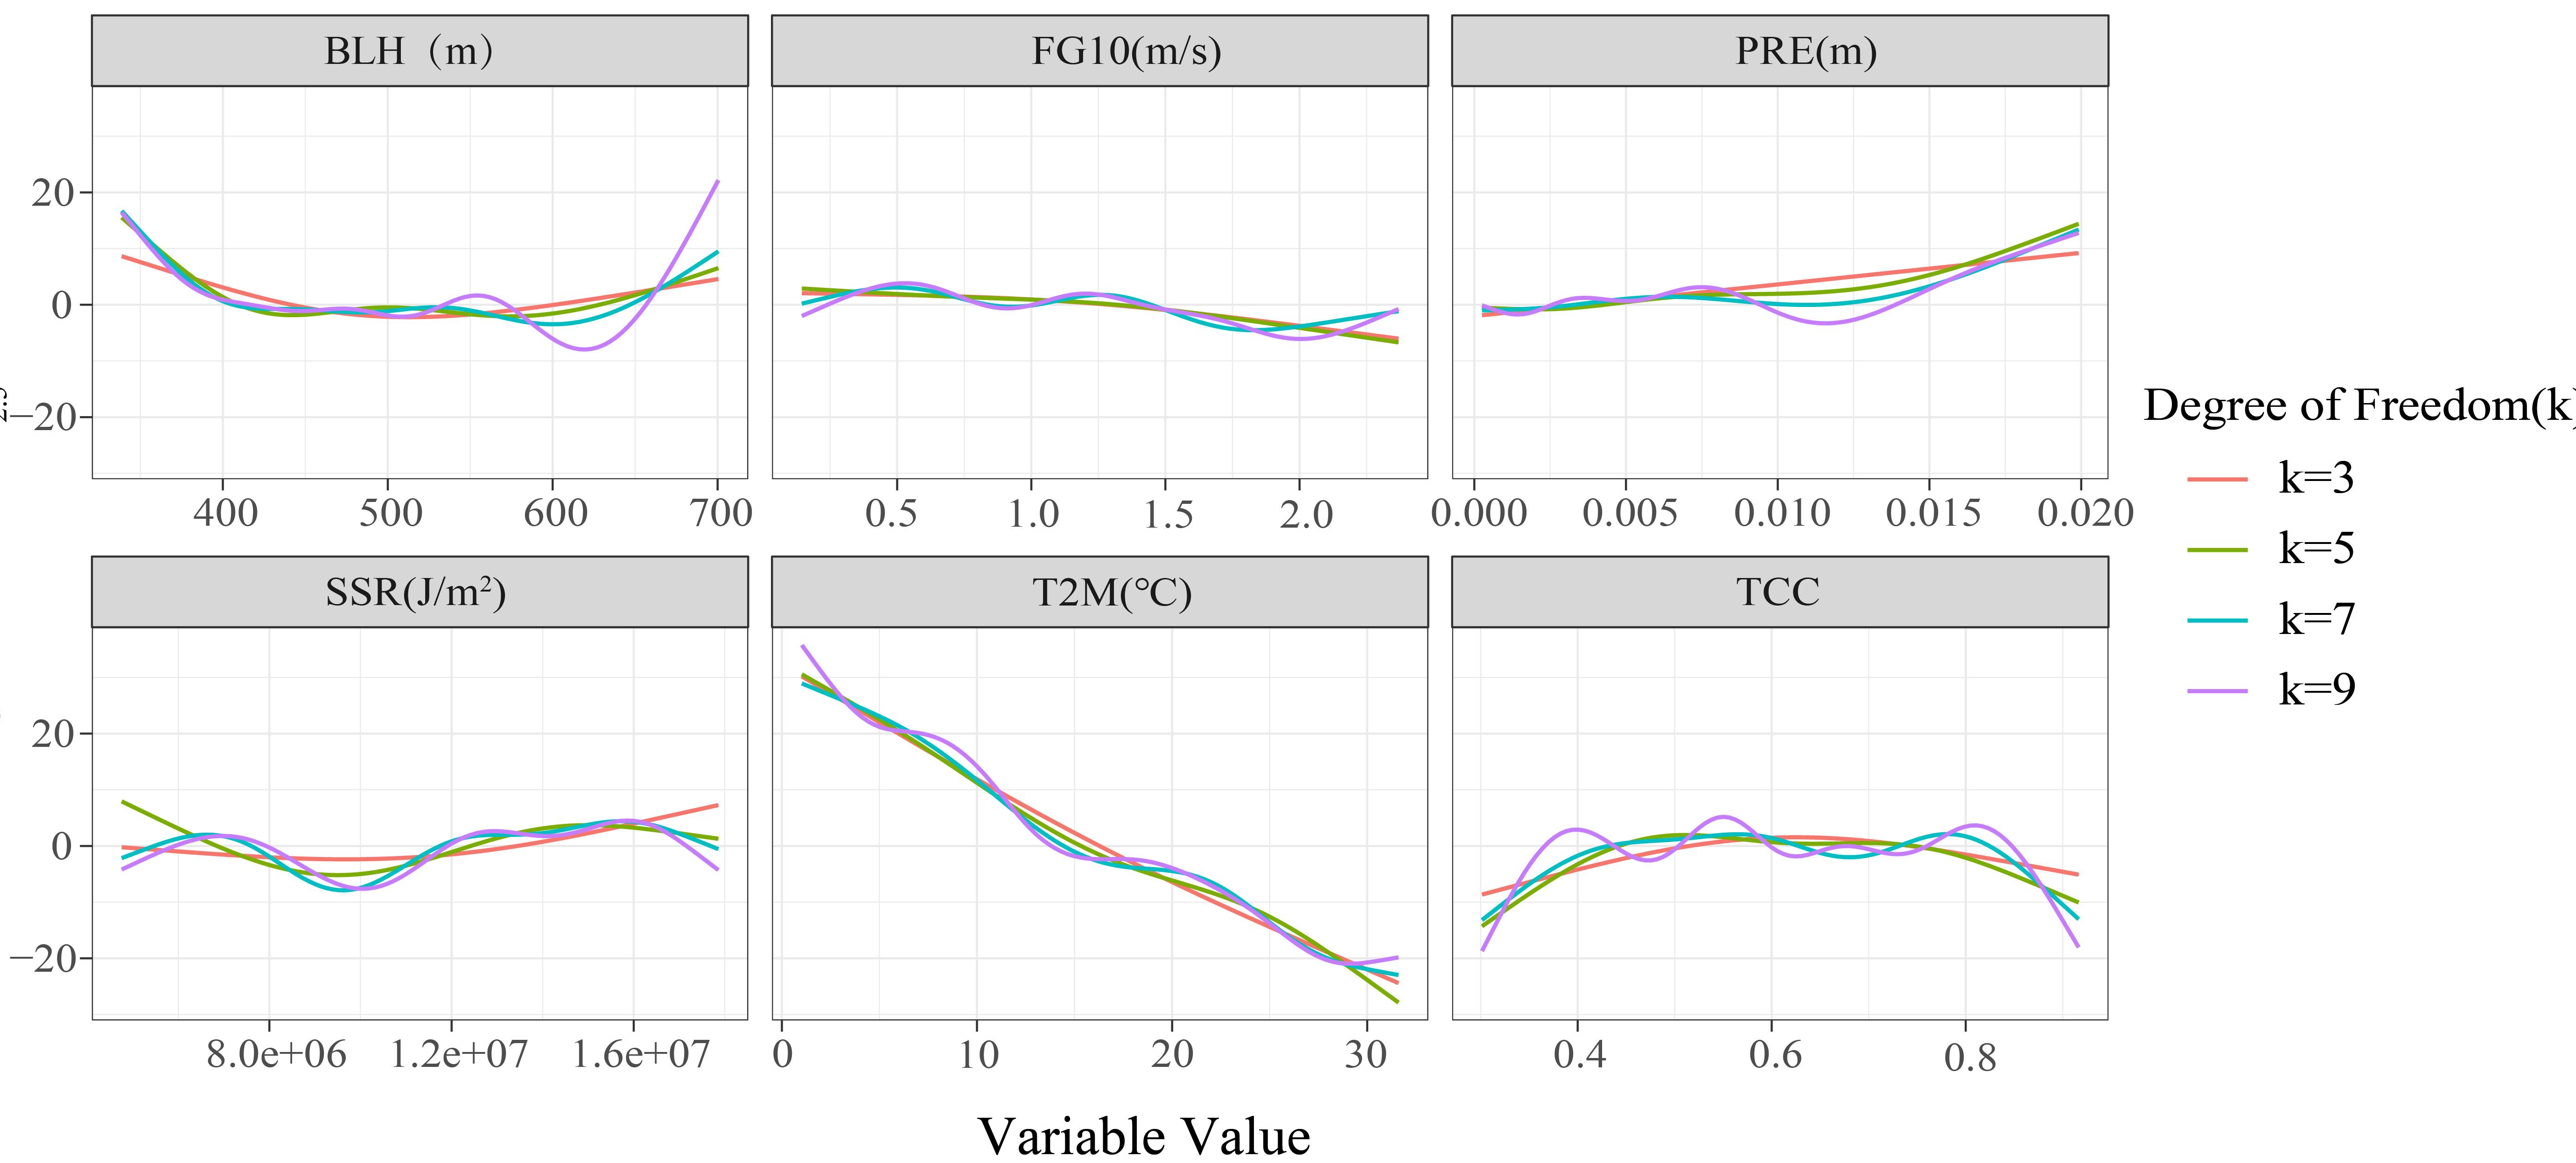 BLH（m）
FG10(m/s)
PRE(m)
20
0
−20
400 500 600 700
0.5 1.0 1.5 2.0
0.000 0.005 0.010 0.015 0.020
SSR(J/m²)
T2M(℃)
TCC
20
0
−20
8.0e+06 1.2e+07 1.6e+07
0 10 20 30
0.4 0.6 0.8
Variable Value
Degree of Freedom(k)
k=3
k=5
k=7
k=9